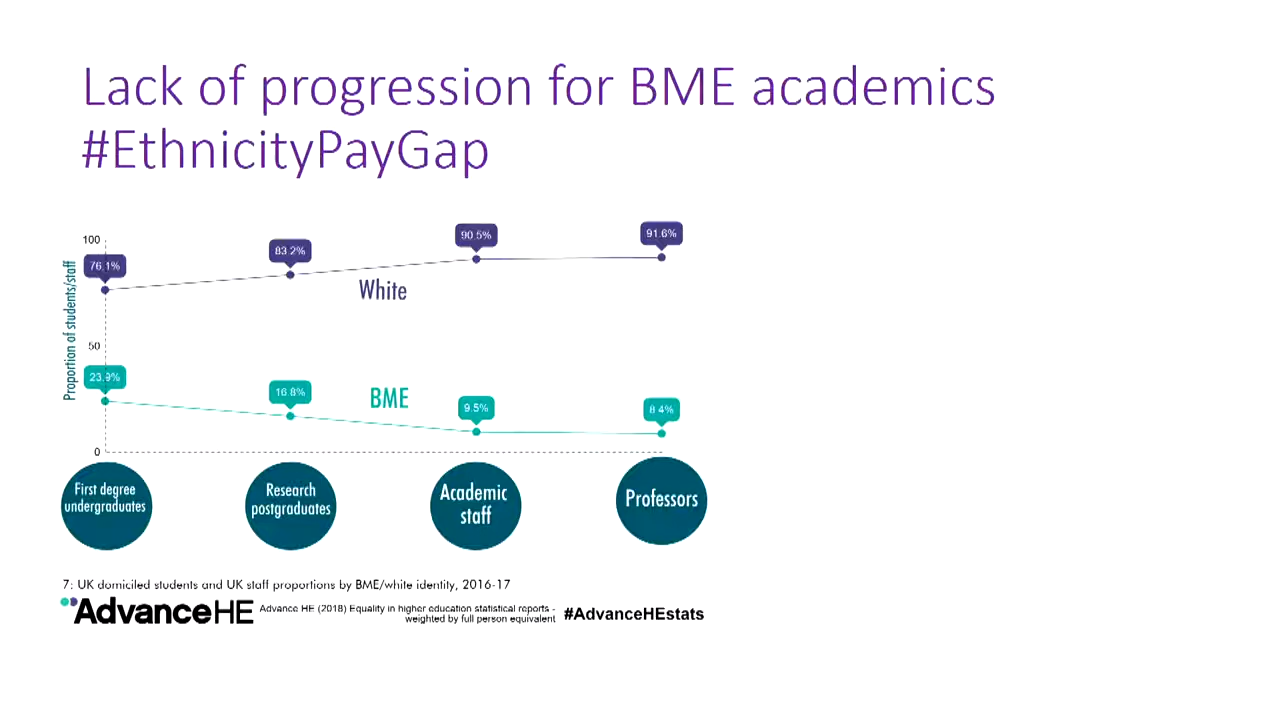 Lack of progression for BME academics
#EthnicityPayGap
100
50
0
Proportion of students/staff
76.1%
83.2%
90.5%
91.6%
White
23.9%
16.8%
9.5%
8.4%
BME
First degree
undergraduates
Research
postgraduates
Academic
staff
Professors
7: UK domiciled students and UK staff proportions by BME/white identity, 2016-17
AdvanceHE
Advance HE (2018) Equality in higher education statistical reports -
weighted by full person equivalent
#AdvanceHEstats